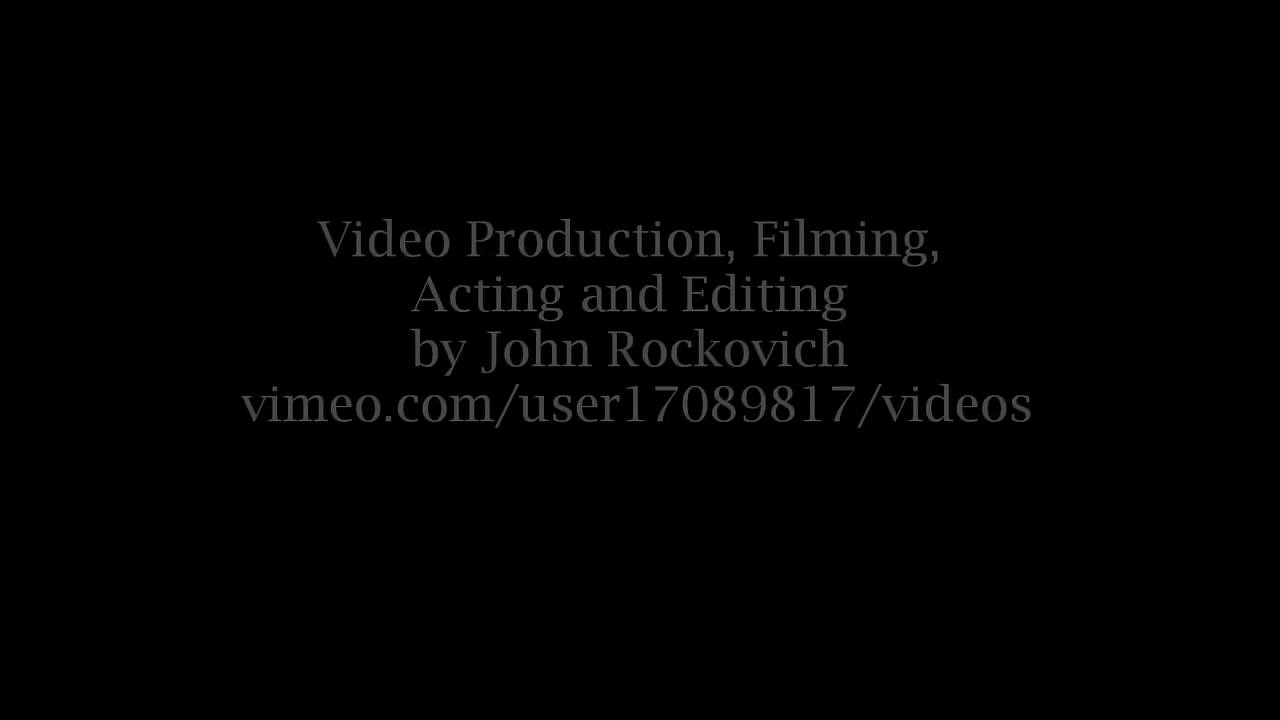 Video Production, Filming,
Acting and Editing
by John Rockovich
vimeo.com/user17089817/videos